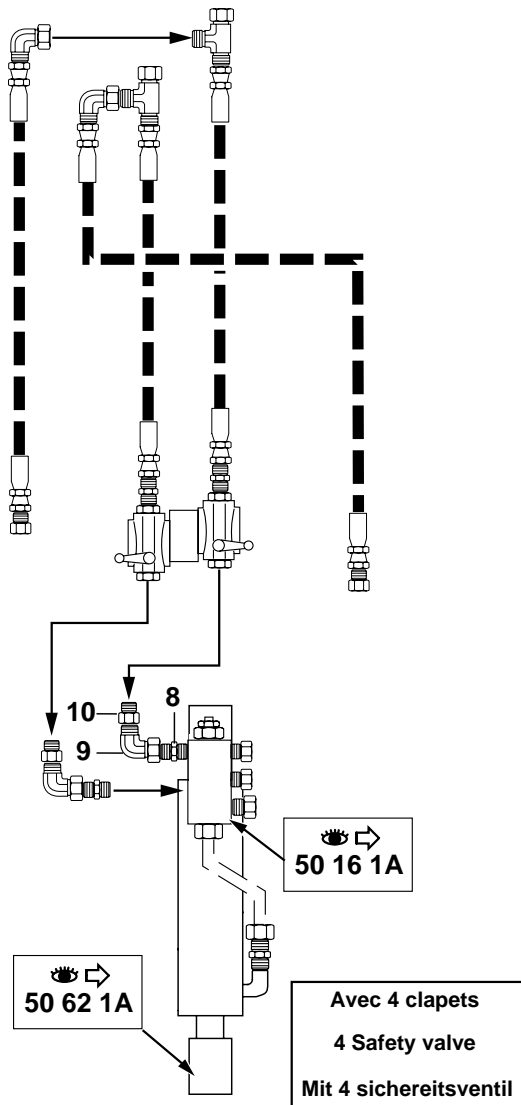 10
8
9
50 16 1A
50 62 1A
Avec 4 clapets
4 Safety valve
Mit 4 sichereitsventil